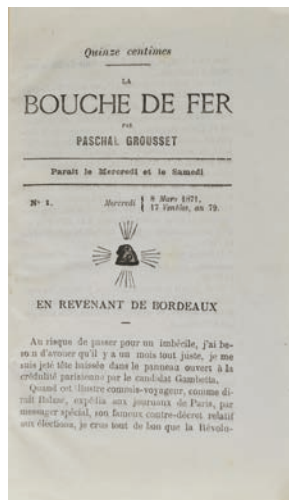 Quinze centimes
LA
BOUCHE DE FER
PAR
PASCHAL GROUSSET
Paraît le Mercredi et le Samedi
N° 1. Mercredi { 8 Mars 1871,
17 Ventôse, an 79.
EN REVENANT DE BORDEAUX
Au risque de passer pour un imbécile, j'ai be-
soin d'avouer qu'il y a un mois tout juste, je me
suis jeté tête baissée dans le panneau ouvert à la
crédulité parisienne par le candidat Gambetta.
Quand cet illustre commis-voyageur, comme di-
rait Balzac, expédia aux journaux de Paris, par
messager spécial, son fameux contre-décret relatif
aux élections, je crus tout de bon que la Révolu-